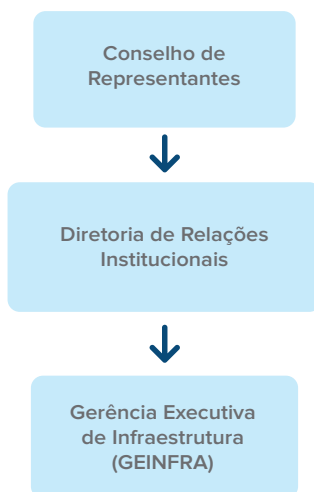 Conselho de
Representantes
Diretoria de Relações
Institucionais
Gerência Executiva
de Infraestrutura
(GEINFRA)